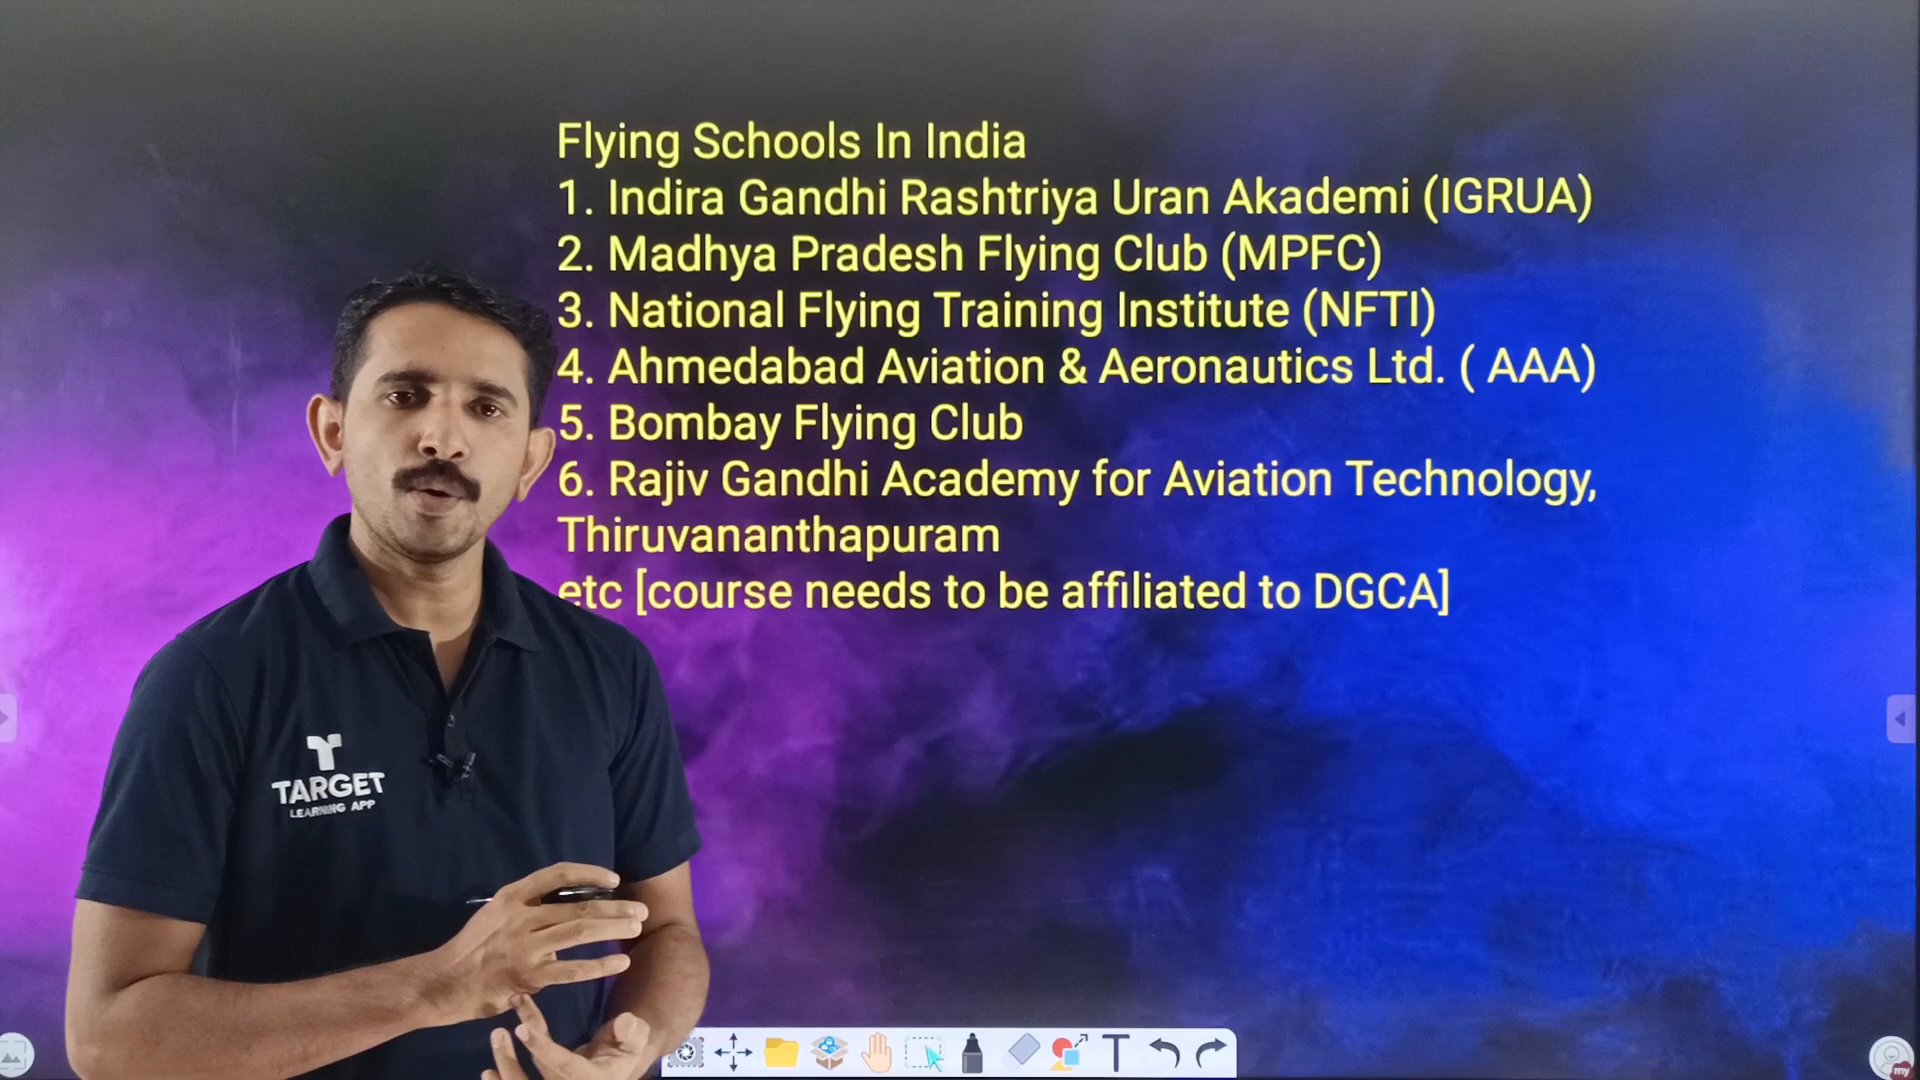 Flying Schools In India
1. Indira Gandhi Rashtriya Uran Akademi (IGRUA)
2. Madhya Pradesh Flying Club (MPFC)
3. National Flying Training Institute (NFTI)
4. Ahmedabad Aviation & Aeronautics Ltd. ( AAA)
5. Bombay Flying Club
6. Rajiv Gandhi Academy for Aviation Technology,
Thiruvananthapuram
etc [course needs to be affiliated to DGCA]
TARGET
LEARNING APP
T
my